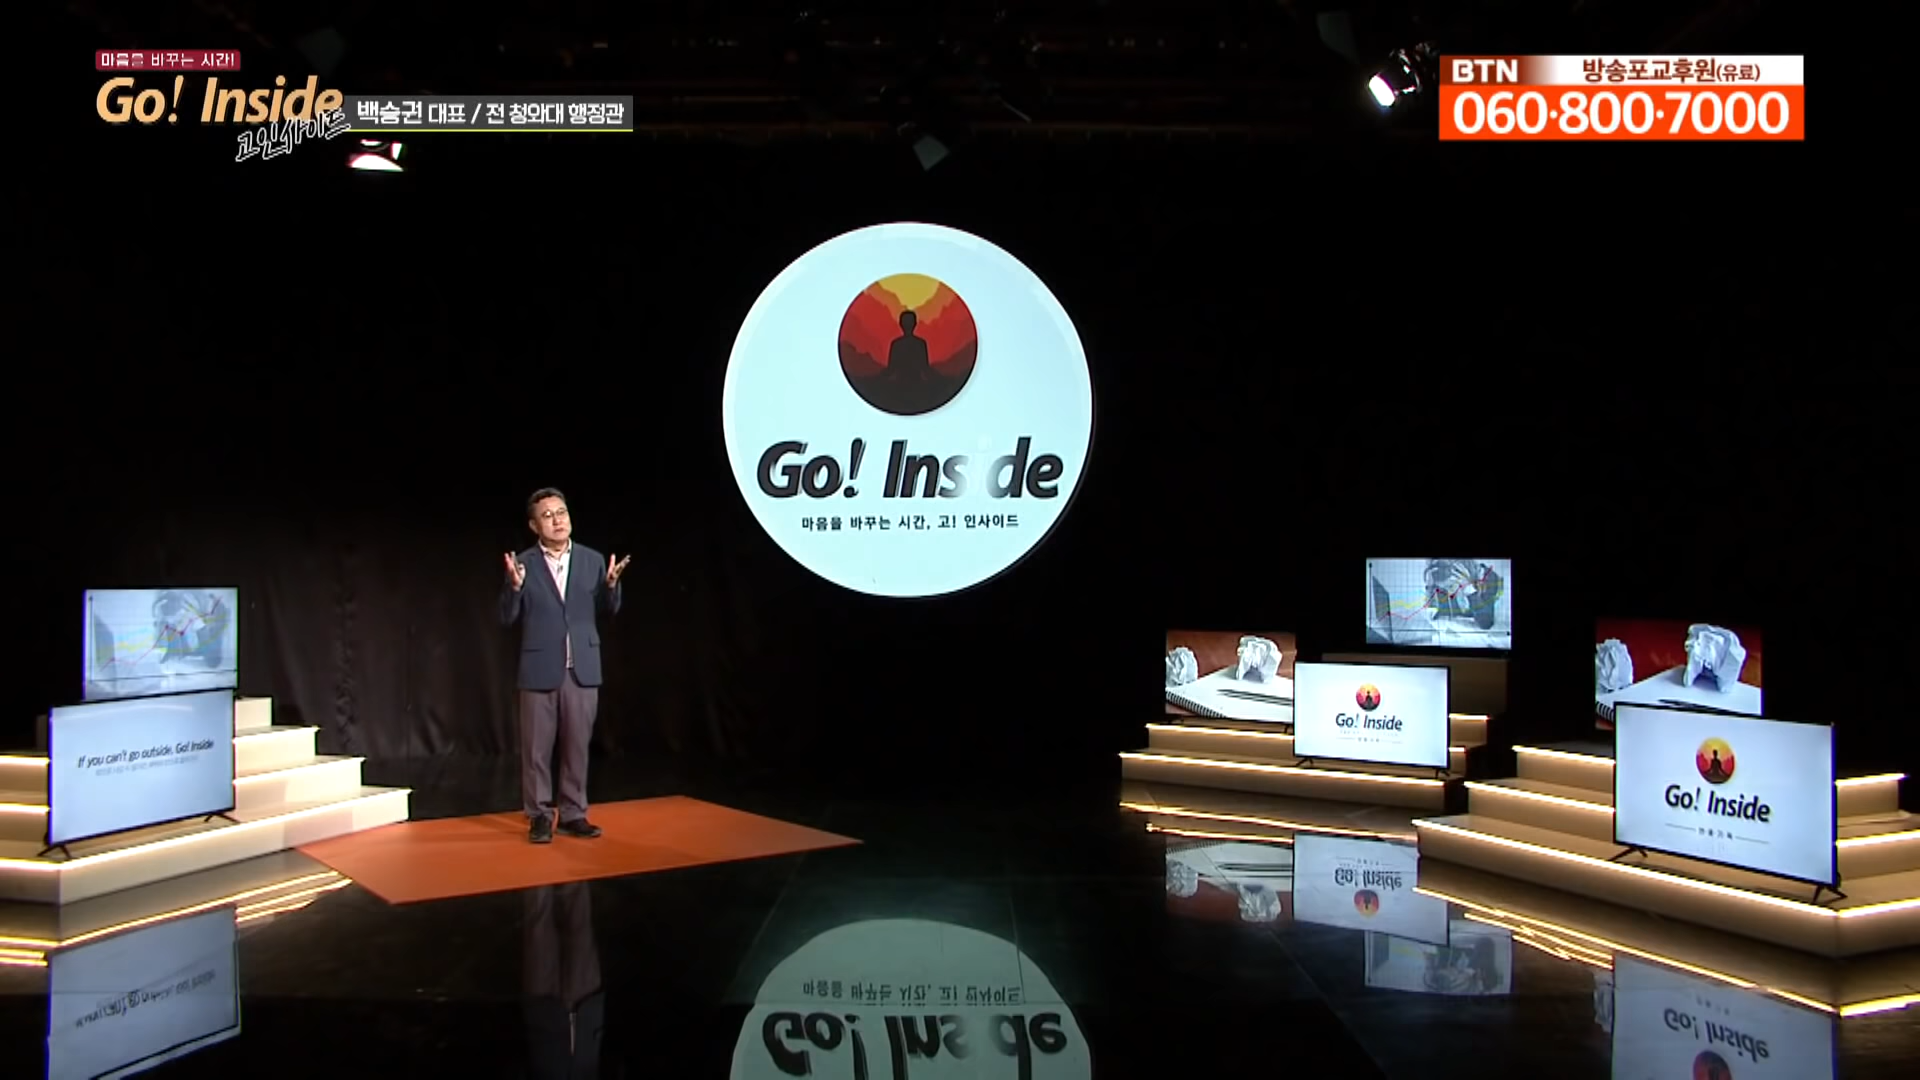 마음을 바꾸는 시간!
Go! Inside
고인사이드
백승권 대표 / 전 청와대 행정관
BTN 방송포교후원(유료)
060·800·7000
Go! Inside
마음을 바꾸는 시간, 고! 인사이드
If you can't go outside, Go! Inside
Go! Inside
Go! Inside